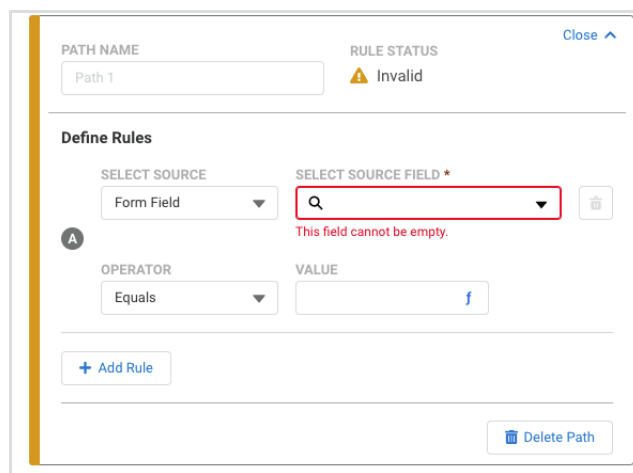 Close
PATH NAME
RULE STATUS
Path 1
Invalid
Define Rules
SELECT SOURCE
SELECT SOURCE FIELD *
Form Field
This field cannot be empty.
A
OPERATOR
VALUE
Equals
f
+ Add Rule
Delete Path